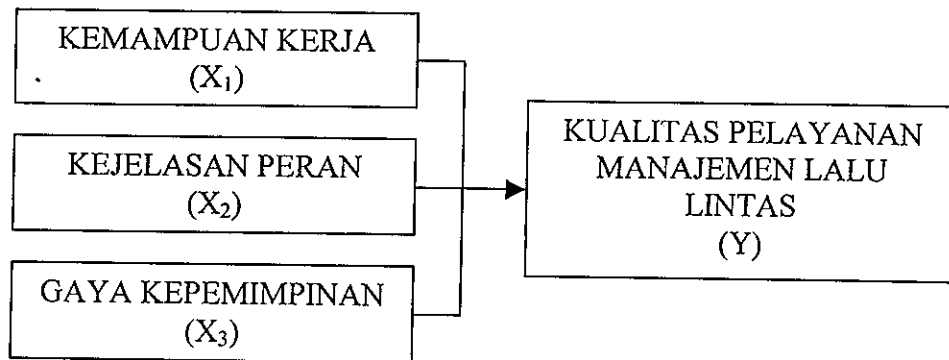 KEMAMPUAN KERJA
(X₁)
KEJELASAN PERAN
(X₂)
GAYA KEPEMIMPINAN
(X₃)
KUALITAS PELAYANAN
MANAJEMEN LALU
LINTAS
(Y)